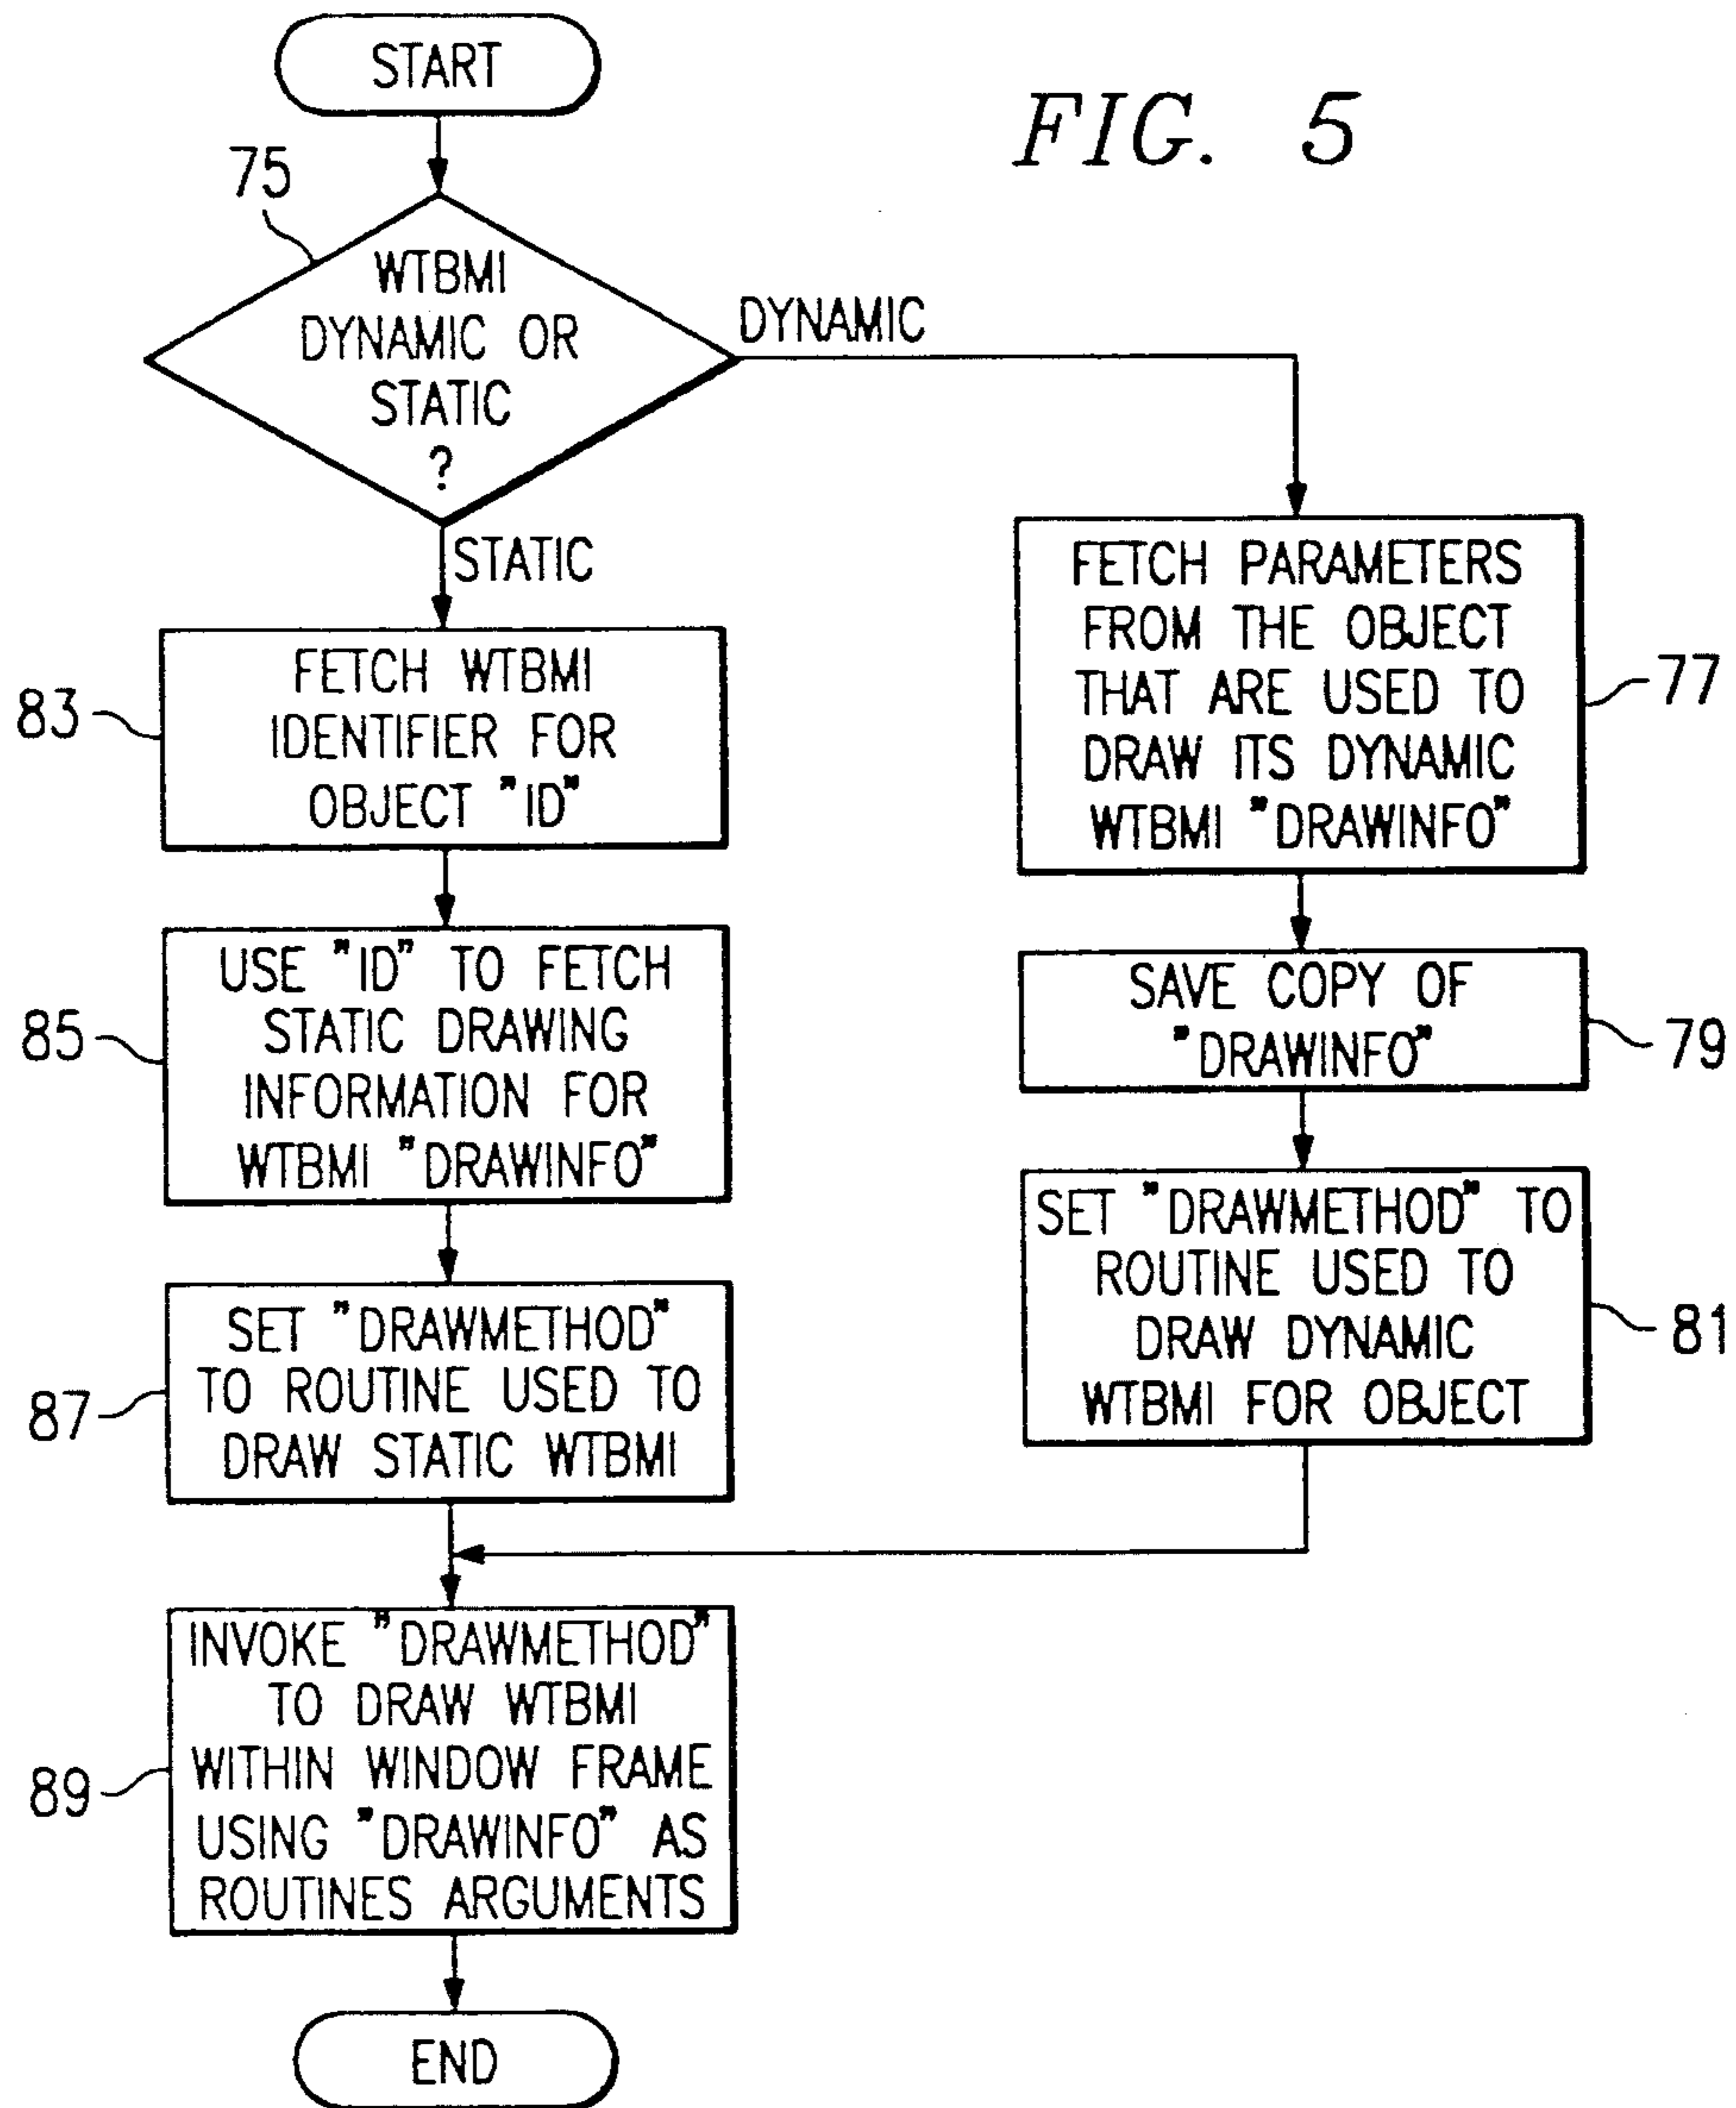 START
FIG. 5
75
WTBMI
DYNAMIC OR
STATIC
?
DYNAMIC
STATIC
FETCH PARAMETERS
FROM THE OBJECT
THAT ARE USED TO
DRAW ITS DYNAMIC
WTBMI "DRAWINFO"
77
83
FETCH WTBMI
IDENTIFIER FOR
OBJECT "ID"
SAVE COPY OF
"DRAWINFO"
79
85
USE "ID" TO FETCH
STATIC DRAWING
INFORMATION FOR
WTBMI "DRAWINFO"
SET "DRAWMETHOD" TO
ROUTINE USED TO
DRAW DYNAMIC
WTBMI FOR OBJECT
81
87
SET "DRAWMETHOD"
TO ROUTINE USED TO
DRAW STATIC WTBMI
89
INVOKE "DRAWMETHOD"
TO DRAW WTBMI
WITHIN WINDOW FRAME
USING "DRAWINFO" AS
ROUTINES ARGUMENTS
END